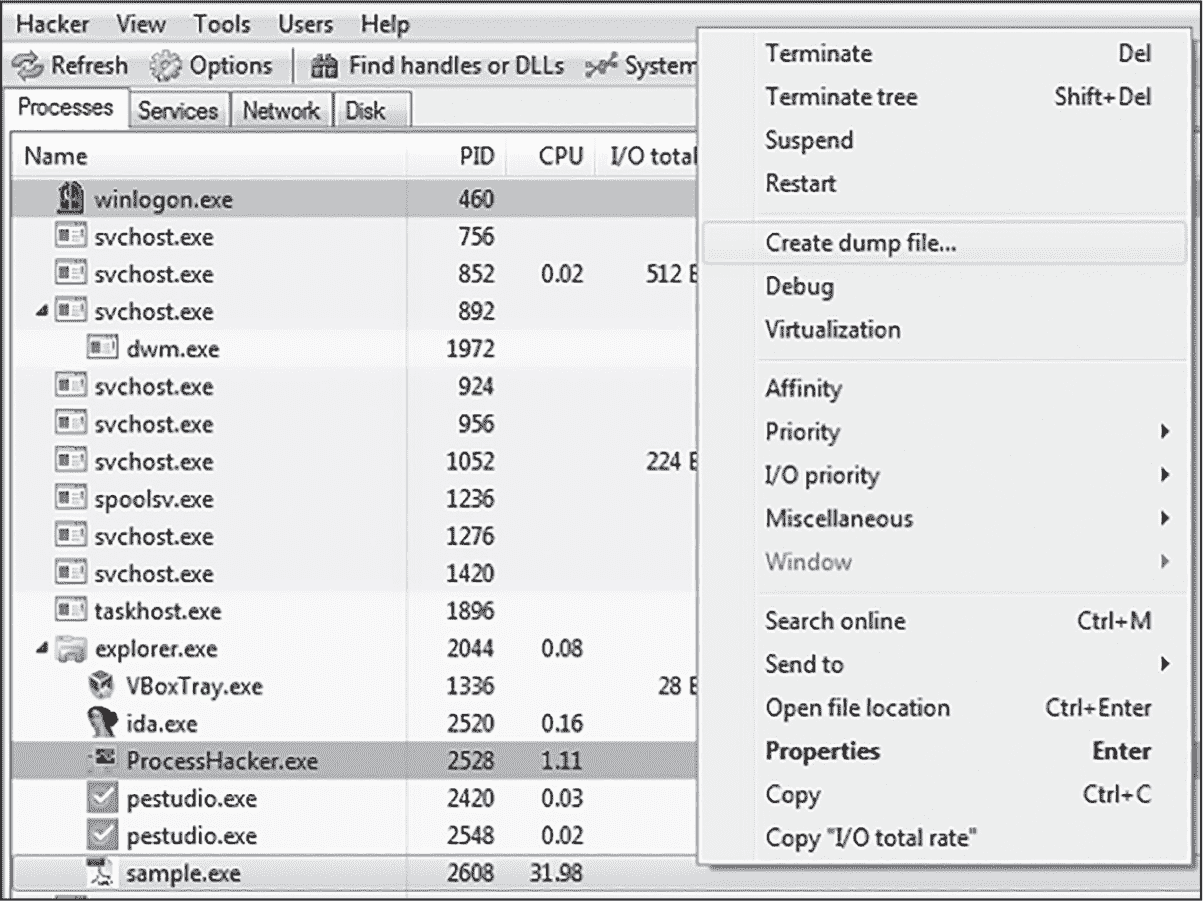 Hacker View Tools Users Help
Refresh Options Find handles or DLLs System
Processes Services Network Disk
Name PID CPU I/O total
winlogon.exe 460
svchost.exe 756
svchost.exe 852 0.02 512 B
svchost.exe 892
dwm.exe 1972
svchost.exe 924
svchost.exe 956
svchost.exe 1052 224 B
spoolsv.exe 1236
svchost.exe 1276
svchost.exe 1420
taskhost.exe 1896
explorer.exe 2044 0.08
VBoxTray.exe 1336 28 B
ida.exe 2520 0.16
ProcessHacker.exe 2528 1.11
pestudio.exe 2420 0.03
pestudio.exe 2548 0.02
sample.exe 2608 31.98
Terminate Del
Terminate tree Shift+Del
Suspend
Restart
Create dump file...
Debug
Virtualization
Affinity
Priority
I/O priority
Miscellaneous
Window
Search online Ctrl+M
Send to
Open file location Ctrl+Enter
Properties Enter
Copy Ctrl+C
Copy "I/O total rate"